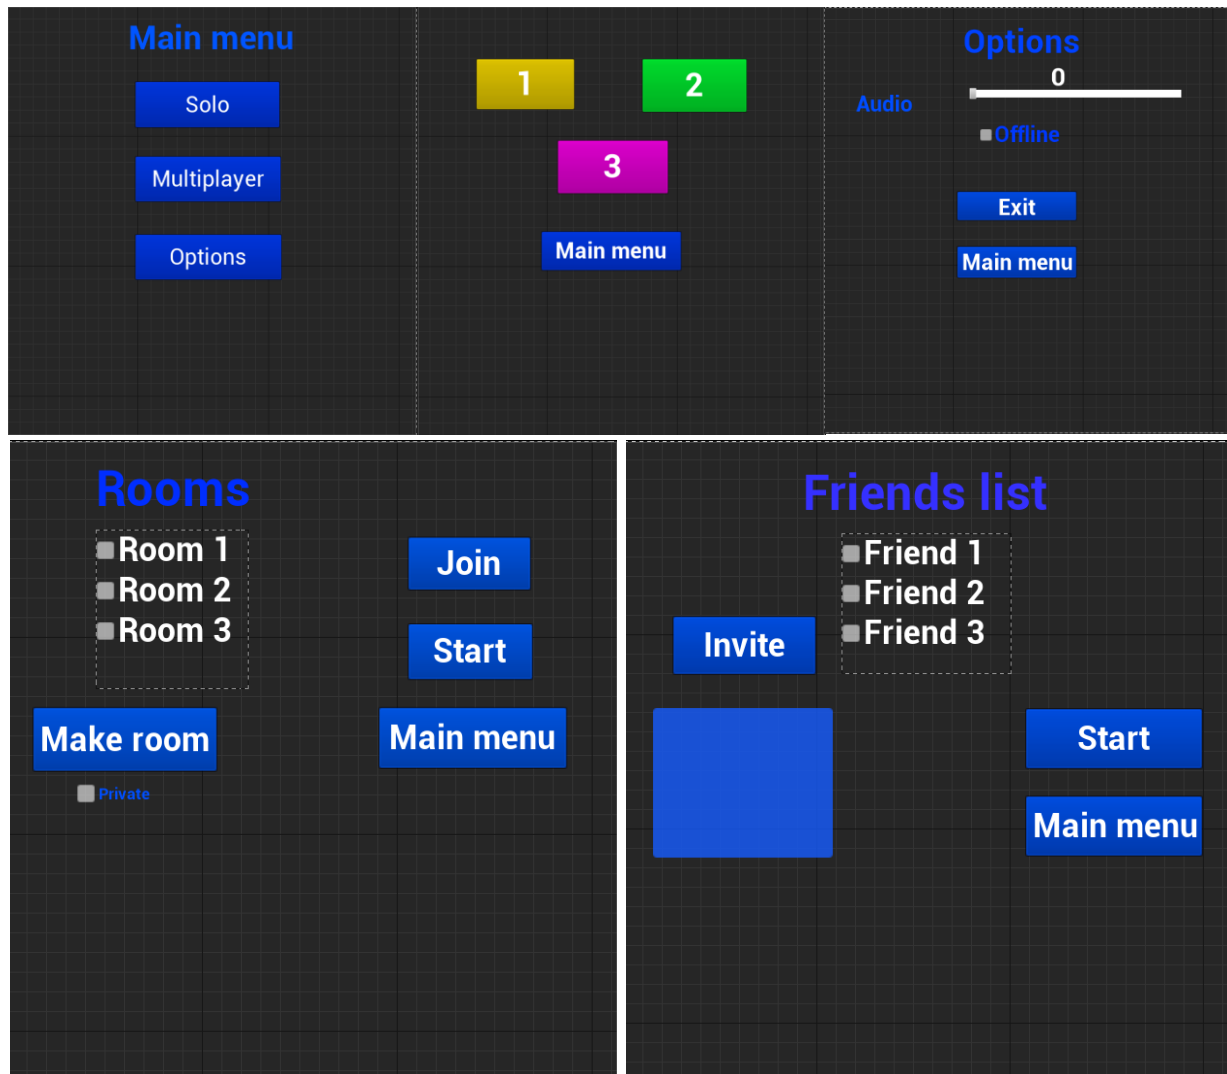 Main menu
Solo
Multiplayer
Options
1
2
3
Main menu
Options
0
Audio
Offline
Exit
Main menu
Rooms
Room 1
Room 2
Room 3
Join
Start
Make room
Main menu
Private
Friends list
Friend 1
Friend 2
Friend 3
Invite
Start
Main menu